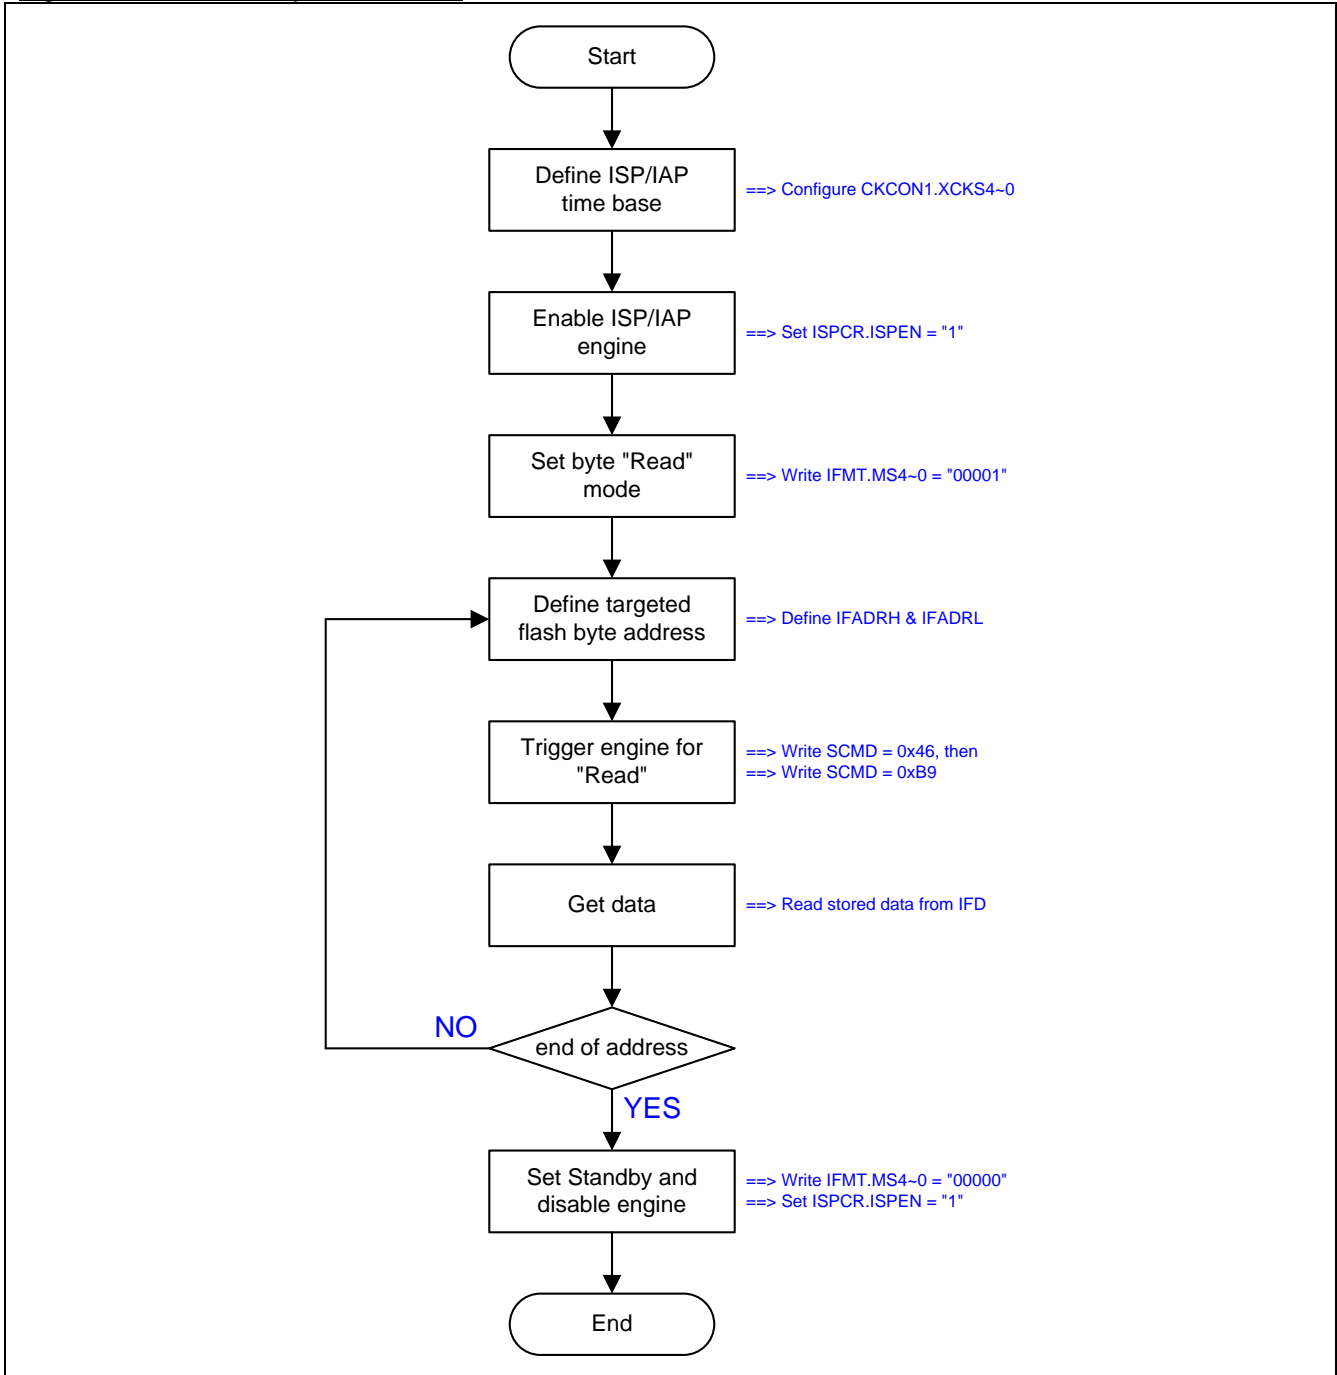 Start
Define ISP/IAP
time base
==> Configure CKCON1.XCKS4~0
Enable ISP/IAP
engine
==> Set ISPCR.ISPEN = "1"
Set byte "Read"
mode
==> Write IFMT.MS4~0 = "00001"
Define targeted
flash byte address
==> Define IFADRH & IFADRL
Trigger engine for
"Read"
==> Write SCMD = 0x46, then
==> Write SCMD = 0xB9
Get data
==> Read stored data from IFD
NO
end of address
YES
Set Standby and
disable engine
==> Write IFMT.MS4~0 = "00000"
==> Set ISPCR.ISPEN = "1"
End